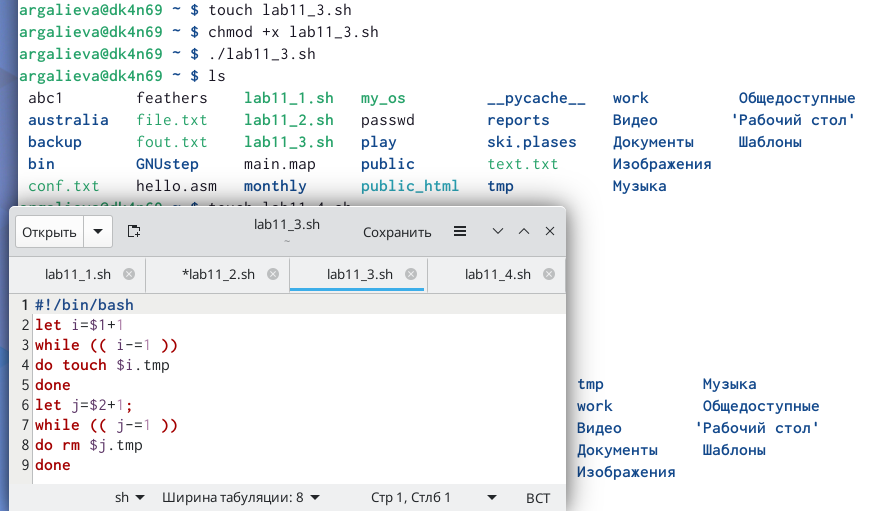 argalieva@dk4n69 ~ $ touch lab11_3.sh
argalieva@dk4n69 ~ $ chmod +x lab11_3.sh
argalieva@dk4n69 ~ $ ./lab11_3.sh
argalieva@dk4n69 ~ $ ls
abc1 feathers lab11_1.sh my_os __pycache__ work Общедоступные
australia file.txt lab11_2.sh passwd reports Видео 'Рабочий стол'
backup fout.txt lab11_3.sh play ski.plases Документы Шаблоны
bin GNUstep main.map public text.txt Изображения
conf.txt hello.asm monthly public_html tmp Музыка
argalieva@dk4n69 ~ $ touch lab11_4.sh
Открыть lab11_3.sh Сохранить
~
lab11_1.sh *lab11_2.sh lab11_3.sh lab11_4.sh
1 #!/bin/bash
2 let i=$1+1
3 while (( i-=1 ))
4 do touch $i.tmp
5 done
6 let j=$2+1;
7 while (( j-=1 ))
8 do rm $j.tmp
9 done
sh Ширина табуляции: 8 Стр 1, Стлб 1 ВСТ
tmp Музыка
work Общедоступные
Видео 'Рабочий стол'
Документы Шаблоны
Изображения